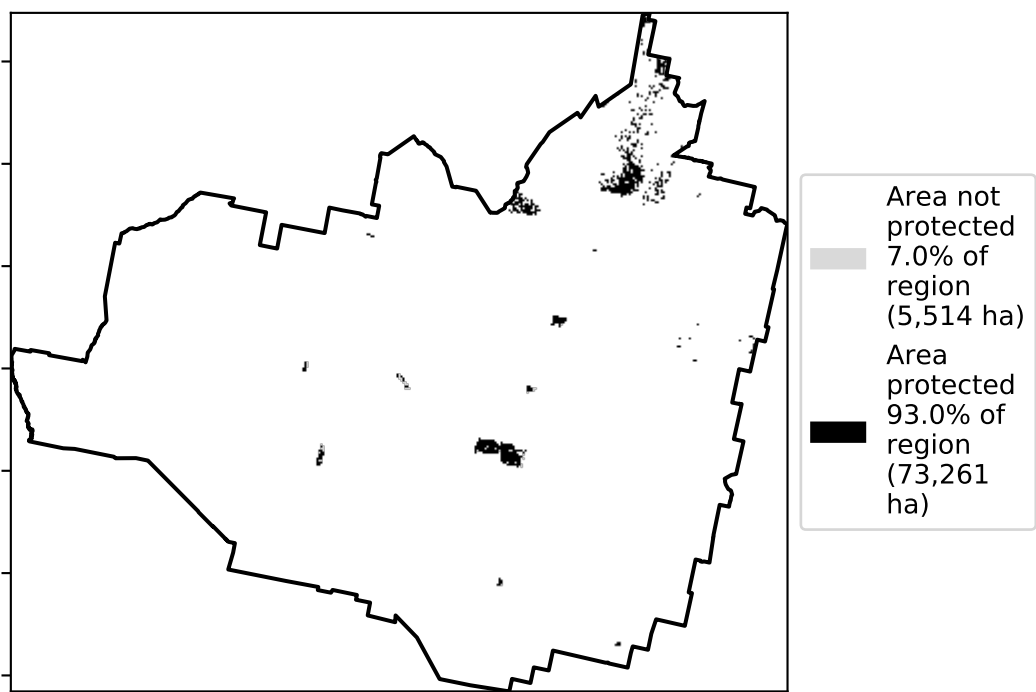 Area not
protected
7.0% of
region
(5,514 ha)
Area
protected
93.0% of
region
(73,261
ha)